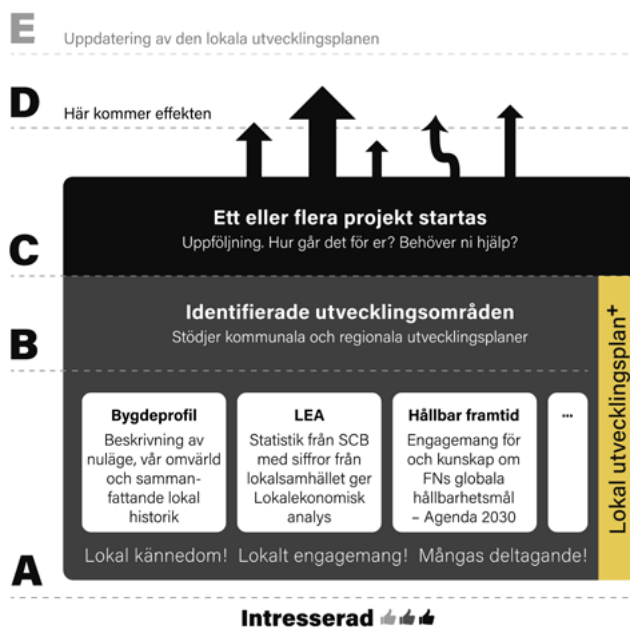 E
Uppdatering av den lokala utvecklingsplanen
D
Här kommer effekten
Ett eller flera projekt startas
Uppföljning. Hur går det för er? Behöver ni hjälp?
C
Identifierade utvecklingsområden
Stödjer kommunala och regionala utvecklingsplaner
B
Bygdeprofil
Beskrivning av
nuläge, vår omvärld
och samman-
fattande lokal
historik
LEA
Statistik från SCB
med siffror från
lokalsamhället ger
Lokalekonomisk
analys
Hållbar framtid
Engagemang för
och kunskap om
FNs globala
hållbarhetsmål
– Agenda 2030
...
Lokal utvecklingsplan+
Lokal kännedom! Lokalt engagemang! Mångas deltagande!
A
Intresserad